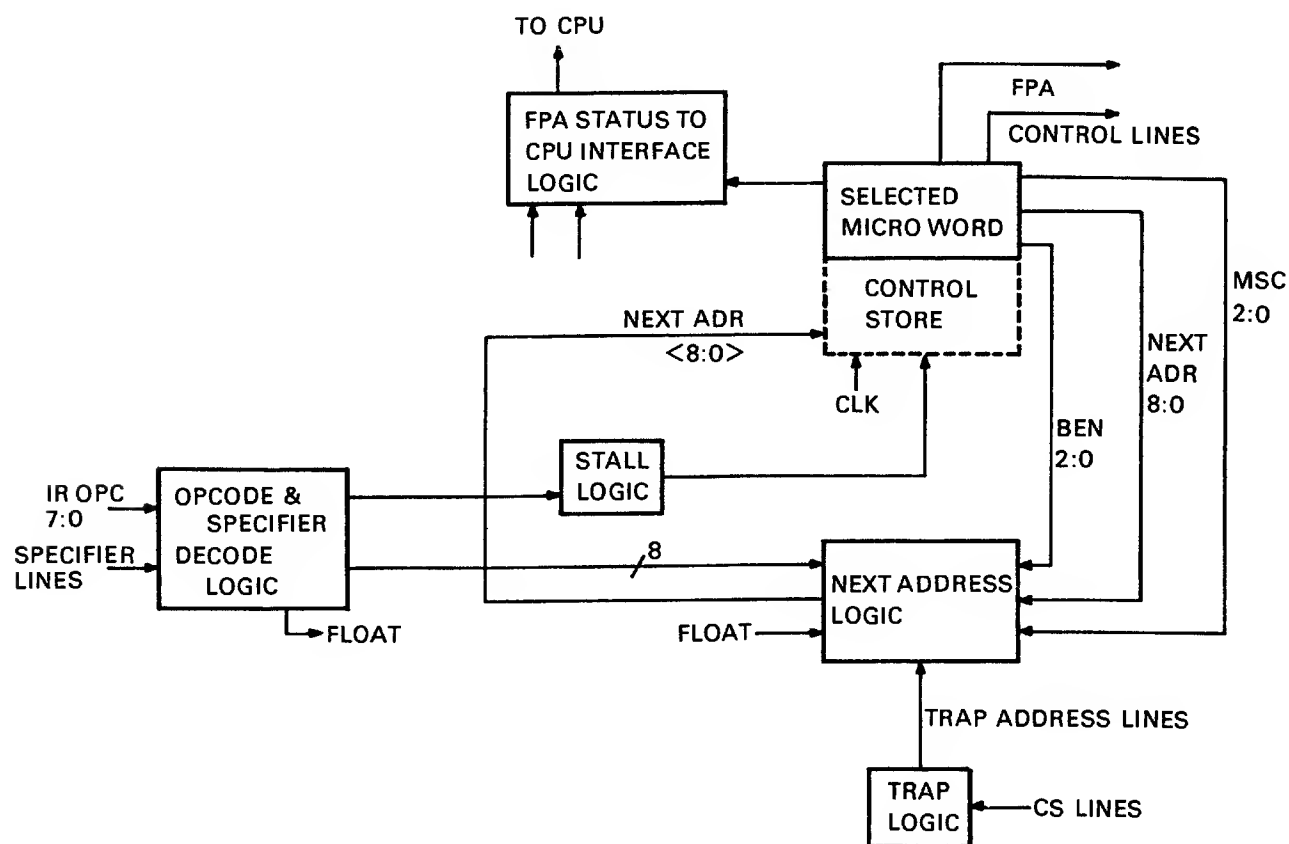 TO CPU
FPA
CONTROL LINES
FPA STATUS TO
CPU INTERFACE
LOGIC
SELECTED
MICRO WORD
CONTROL
STORE
MSC
2:0
NEXT ADR
<8:0>
NEXT
ADR
8:0
CLK
BEN
2:0
STALL
LOGIC
IR OPC
7:0
SPECIFIER
LINES
OPCODE &
SPECIFIER
DECODE
LOGIC
8
NEXT ADDRESS
LOGIC
FLOAT
FLOAT
TRAP ADDRESS LINES
TRAP
LOGIC
CS LINES